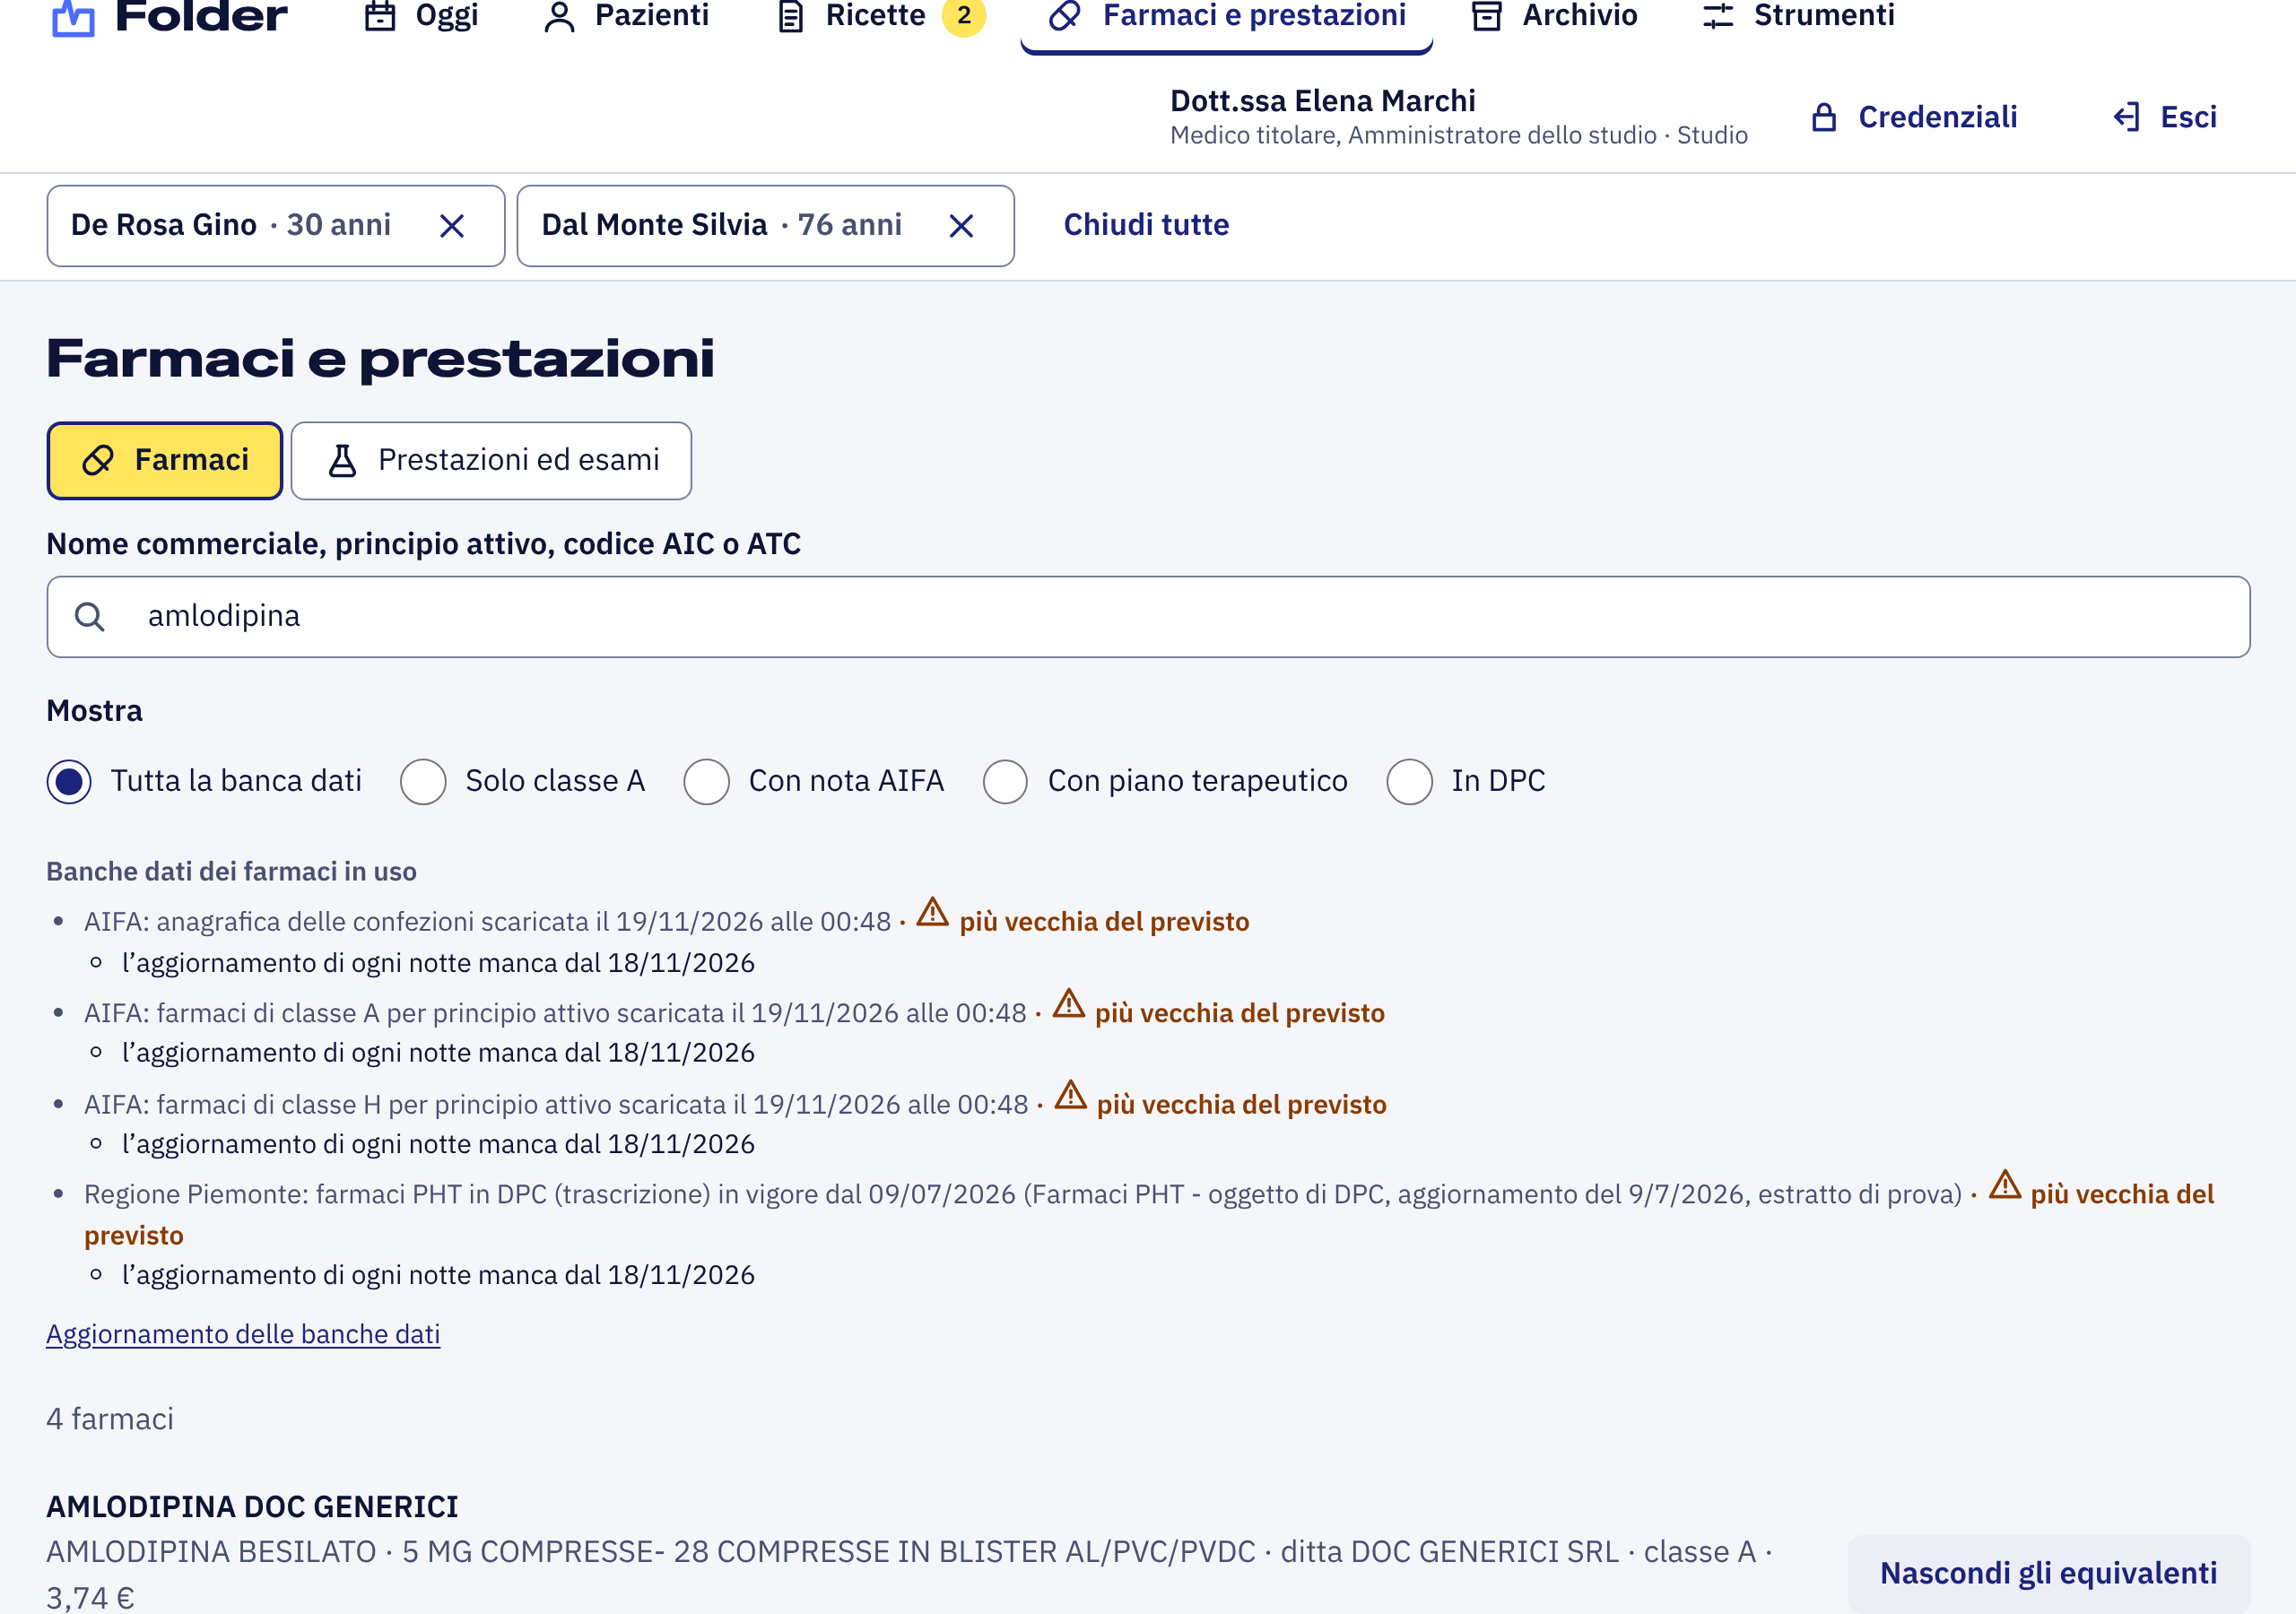 Folder
Oggi
Pazienti
Ricette 2
Farmaci e prestazioni
Archivio
Strumenti
Dott.ssa Elena Marchi
Medico titolare, Amministratore dello studio · Studio
Credenziali
Esci
De Rosa Gino · 30 anni
Dal Monte Silvia · 76 anni
Chiudi tutte
Farmaci e prestazioni
Farmaci
Prestazioni ed esami
Nome commerciale, principio attivo, codice AIC o ATC
amlodipina
Mostra
Tutta la banca dati
Solo classe A
Con nota AIFA
Con piano terapeutico
In DPC
Banche dati dei farmaci in uso
AIFA: anagrafica delle confezioni scaricata il 19/11/2026 alle 00:48 · più vecchia del previsto
l’aggiornamento di ogni notte manca dal 18/11/2026
AIFA: farmaci di classe A per principio attivo scaricata il 19/11/2026 alle 00:48 · più vecchia del previsto
l’aggiornamento di ogni notte manca dal 18/11/2026
AIFA: farmaci di classe H per principio attivo scaricata il 19/11/2026 alle 00:48 · più vecchia del previsto
l’aggiornamento di ogni notte manca dal 18/11/2026
Regione Piemonte: farmaci PHT in DPC (trascrizione) in vigore dal 09/07/2026 (Farmaci PHT - oggetto di DPC, aggiornamento del 9/7/2026, estratto di prova) · più vecchia del
previsto
l’aggiornamento di ogni notte manca dal 18/11/2026
Aggiornamento delle banche dati
4 farmaci
AMLODIPINA DOC GENERICI
AMLODIPINA BESILATO · 5 MG COMPRESSE- 28 COMPRESSE IN BLISTER AL/PVC/PVDC · ditta DOC GENERICI SRL · classe A ·
3,74 €
Nascondi gli equivalenti